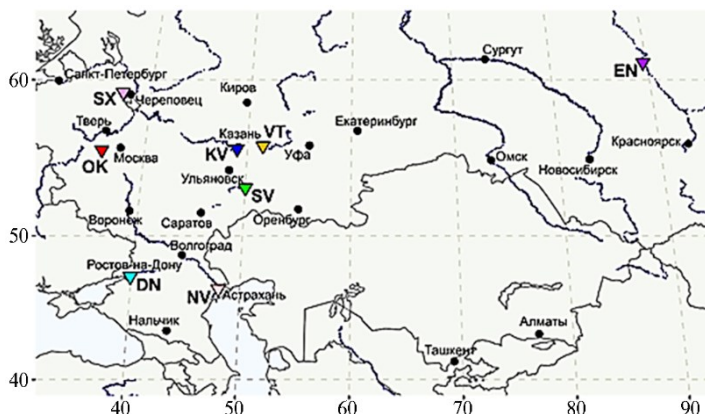 Сургут
60
Санкт-Петербург
EN
SX
Череповец
Киров
Тверь
Казань
VT
Екатеринбург
Красноярск
OK
Москва
KV
Уфа
Омск
Новосибирск
Ульяновск
SV
Воронеж
Саратов
Оренбург
50
Волгоград
Ростов-на-Дону
DN
NV
Астрахань
Нальчик
Алматы
Ташкент
40
40 50 60 70 80 90